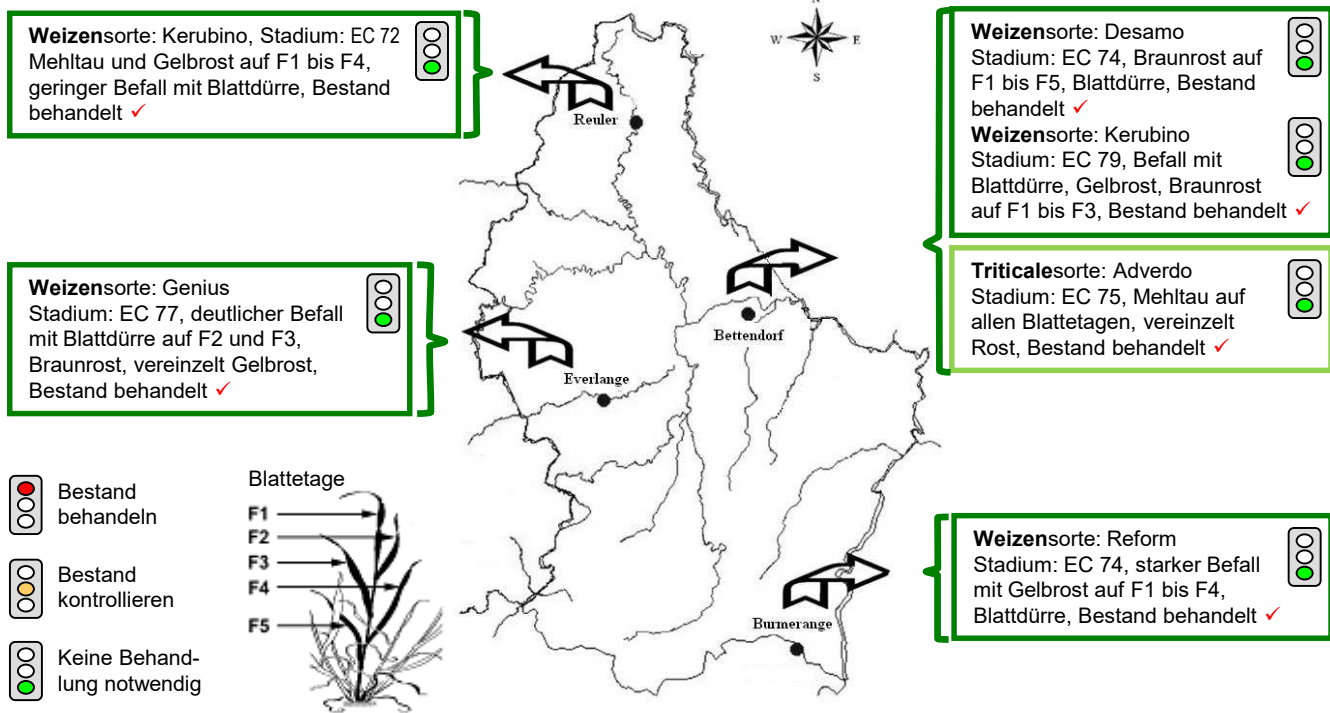 Weizensorte: Kerubino, Stadium: EC 72
Mehltau und Gelbrost auf F1 bis F4,
geringer Befall mit Blattdürre, Bestand
behandelt ✓
N
W E
S
Weizensorte: Desamo
Stadium: EC 74, Braunrost auf
F1 bis F5, Blattdürre, Bestand
behandelt ✓
Weizensorte: Kerubino
Stadium: EC 79, Befall mit
Blattdürre, Gelbrost, Braunrost
auf F1 bis F3, Bestand behandelt ✓
Reuler
Weizensorte: Genius
Stadium: EC 77, deutlicher Befall
mit Blattdürre auf F2 und F3,
Braunrost, vereinzelt Gelbrost,
Bestand behandelt ✓
Triticalesorte: Adverdo
Stadium: EC 75, Mehltau auf
allen Blattetagen, vereinzelt
Rost, Bestand behandelt ✓
Bettendorf
Everlange
Bestand
behandeln
Bestand
kontrollieren
Keine Behand-
lung notwendig
Blattetage
F1
F2
F3
F4
F5
Burmerange
Weizensorte: Reform
Stadium: EC 74, starker Befall
mit Gelbrost auf F1 bis F4,
Blattdürre, Bestand behandelt ✓